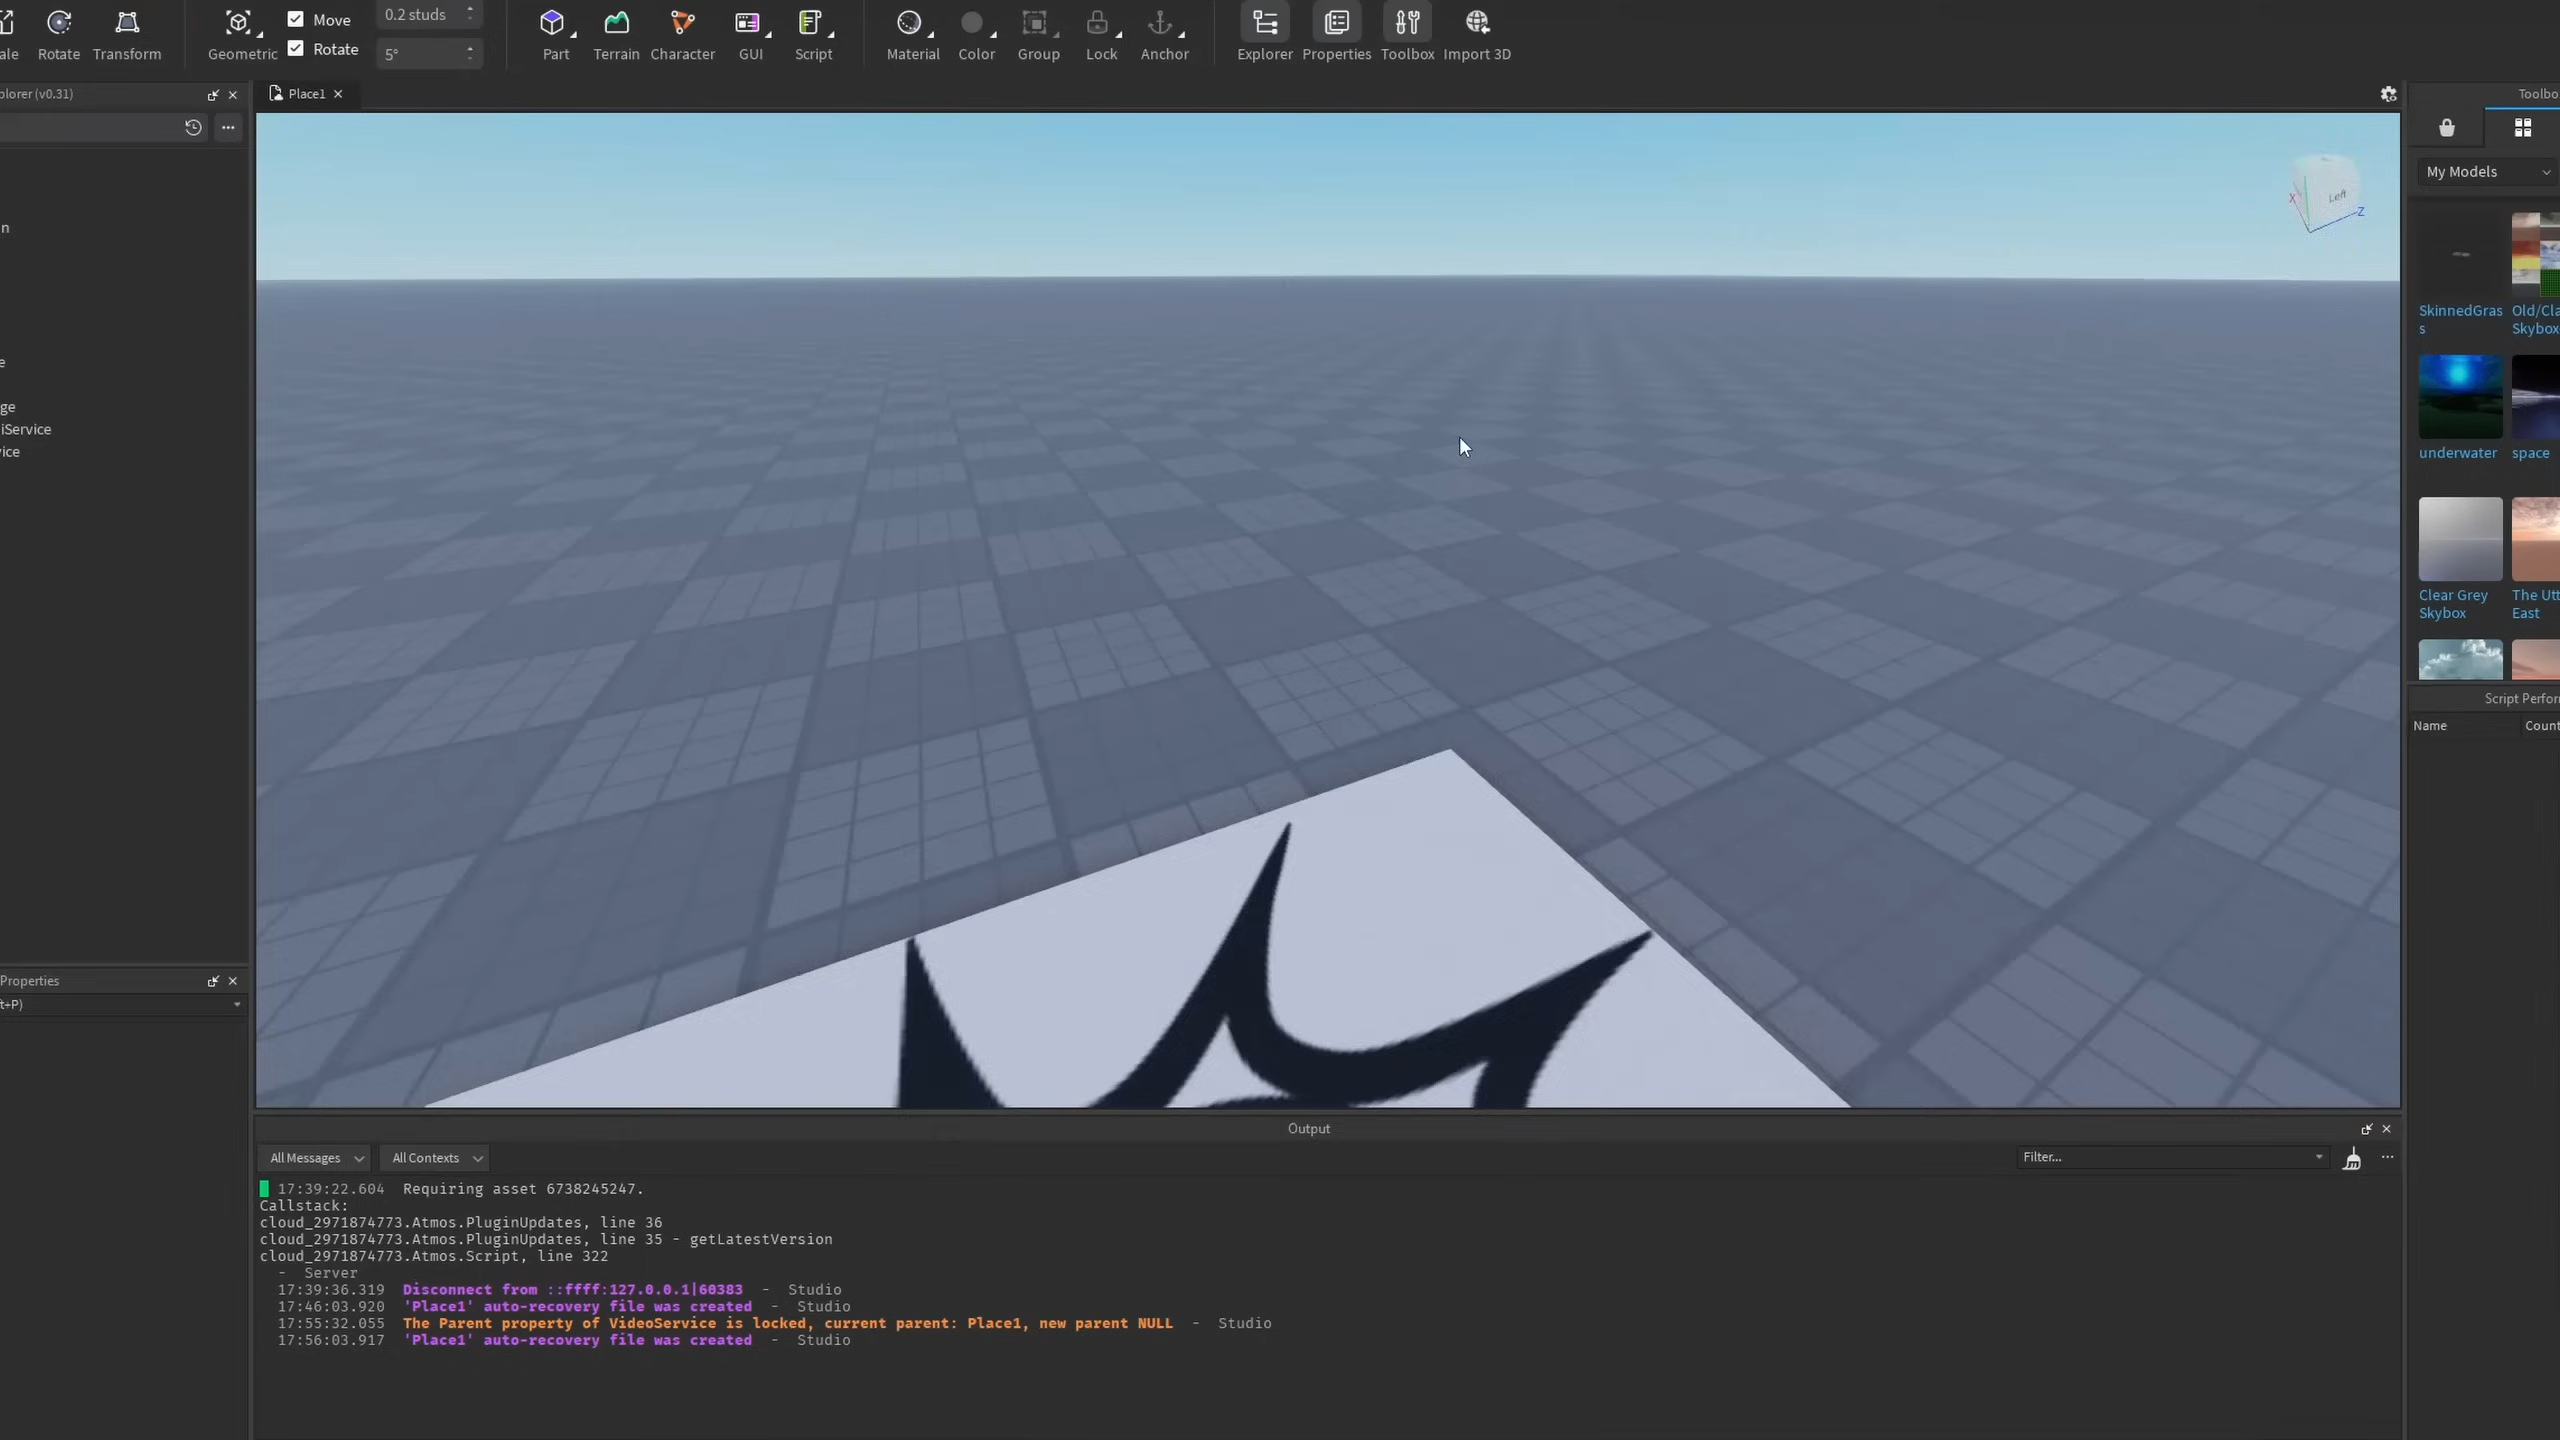 ale Rotate Transform Geometric Move 0.2 studs Part Terrain Character GUI Script Material Color Group Lock Anchor Explorer Properties Toolbox Import 3D
Rotate 5°
plorer (v0.31)
Place1
Toolbo
My Models
n
e
ge
iService
ice
Left
X
Z
SkinnedGras
s
Old/Cla
Skybox
underwater
space
Clear Grey
Skybox
The Utt
East
Script Perfor
Name Count
Properties
t+P)
Output
All Messages All Contexts Filter...
17:39:22.604 Requiring asset 6738245247.
Callstack:
cloud_2971874773.Atmos.PluginUpdates, line 36
cloud_2971874773.Atmos.PluginUpdates, line 35 - getLatestVersion
cloud_2971874773.Atmos.Script, line 322
- Server
17:39:36.319 Disconnect from ::ffff:127.0.0.1|60383 - Studio
17:46:03.920 'Place1' auto-recovery file was created - Studio
17:55:32.055 The Parent property of VideoService is locked, current parent: Place1, new parent NULL - Studio
17:56:03.917 'Place1' auto-recovery file was created - Studio